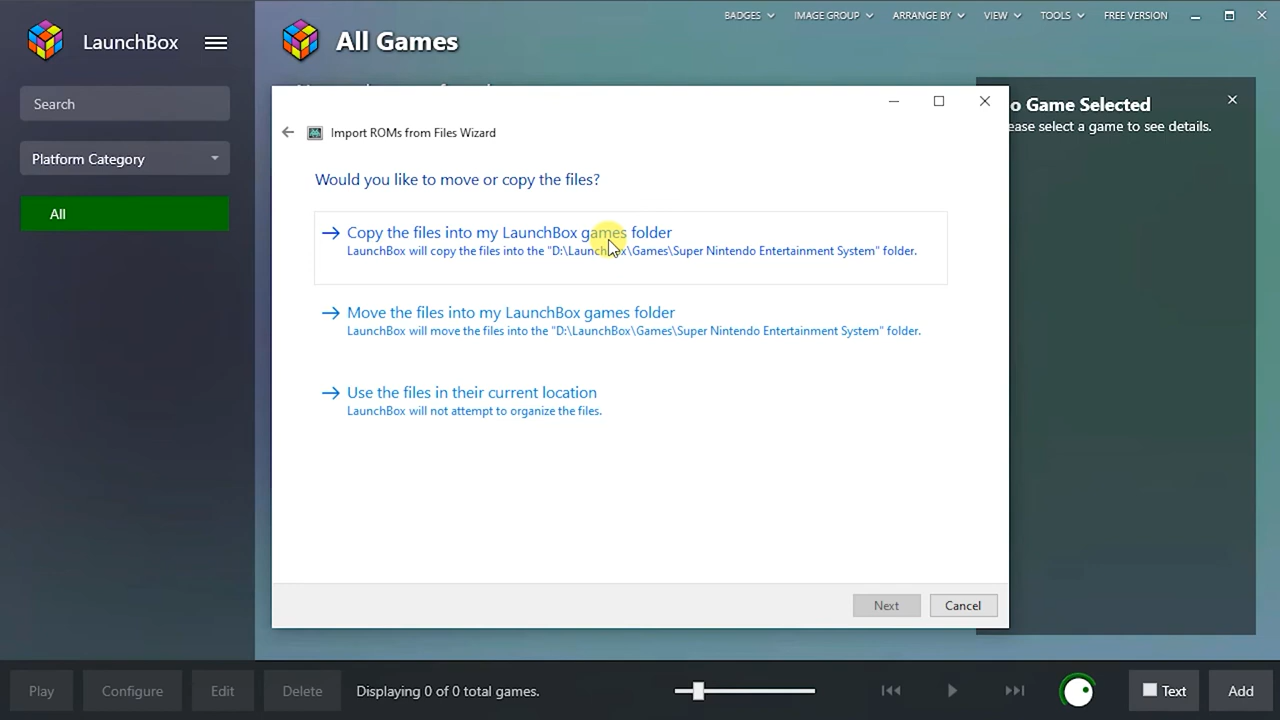 LaunchBox
All Games
BADGES
IMAGE GROUP
ARRANGE BY
VIEW
TOOLS
FREE VERSION
Search
Platform Category
All
Import ROMs from Files Wizard
Would you like to move or copy the files?
Copy the files into my LaunchBox games folder
LaunchBox will copy the files into the "D:\LaunchBox\Games\Super Nintendo Entertainment System" folder.
Move the files into my LaunchBox games folder
LaunchBox will move the files into the "D:\LaunchBox\Games\Super Nintendo Entertainment System" folder.
Use the files in their current location
LaunchBox will not attempt to organize the files.
Next
Cancel
o Game Selected
ease select a game to see details.
Play
Configure
Edit
Delete
Displaying 0 of 0 total games.
Text
Add